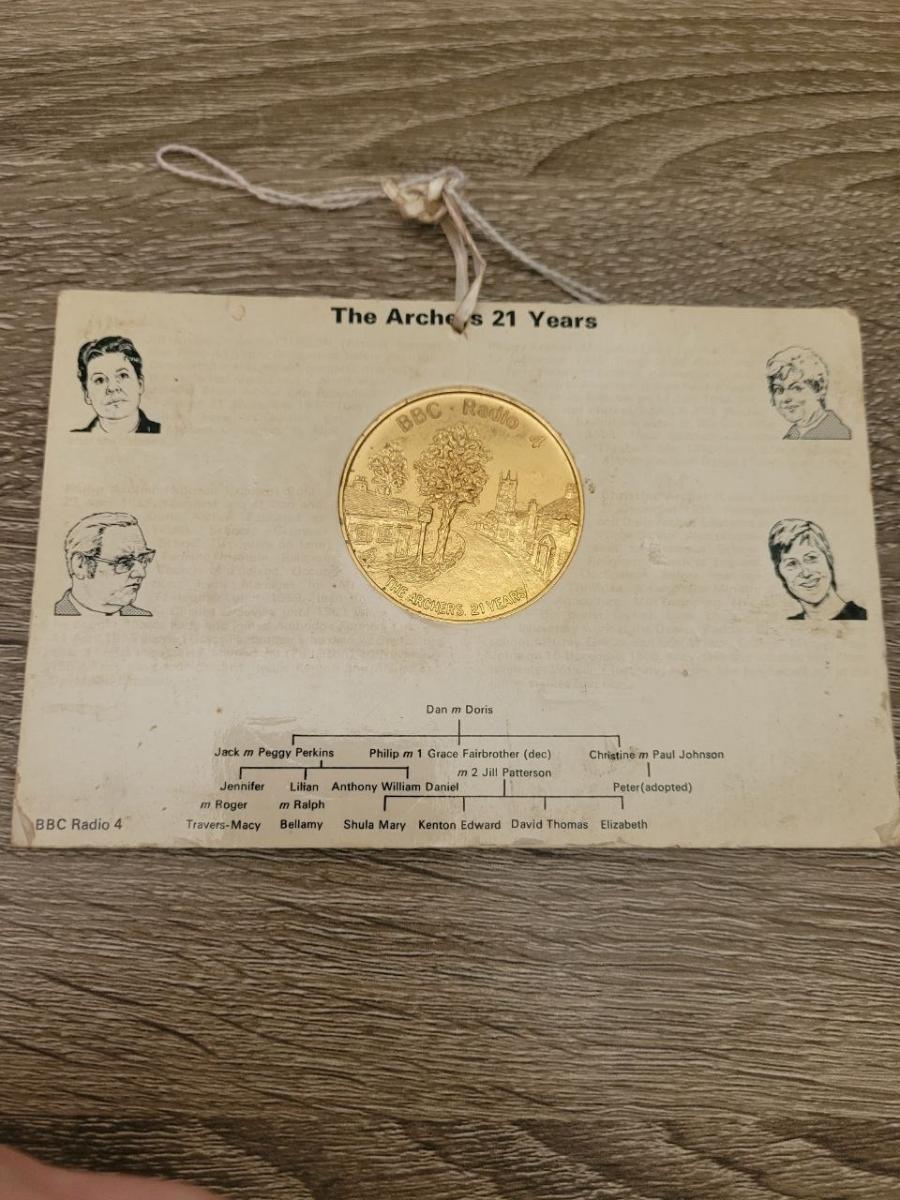 The Archers 21 Years
BBC · Radio 4
THE ARCHERS. 21 YEARS
Dan m Doris
Jack m Peggy Perkins Philip m 1 Grace Fairbrother (dec) Christine m Paul Johnson
m 2 Jill Patterson
Jennifer Lilian Anthony William Daniel Peter(adopted)
m Roger m Ralph
Travers-Macy Bellamy Shula Mary Kenton Edward David Thomas Elizabeth
BBC Radio 4